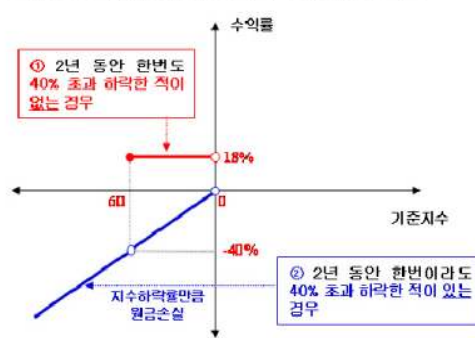 수익률
① 2년 동안 한번도
40% 초과 하락한 적이
없는 경우
18%
60
0
기준지수
-40%
지수하락률만큼
원금손실
② 2년 동안 한번이라도
40% 초과 하락한 적이 있는
경우